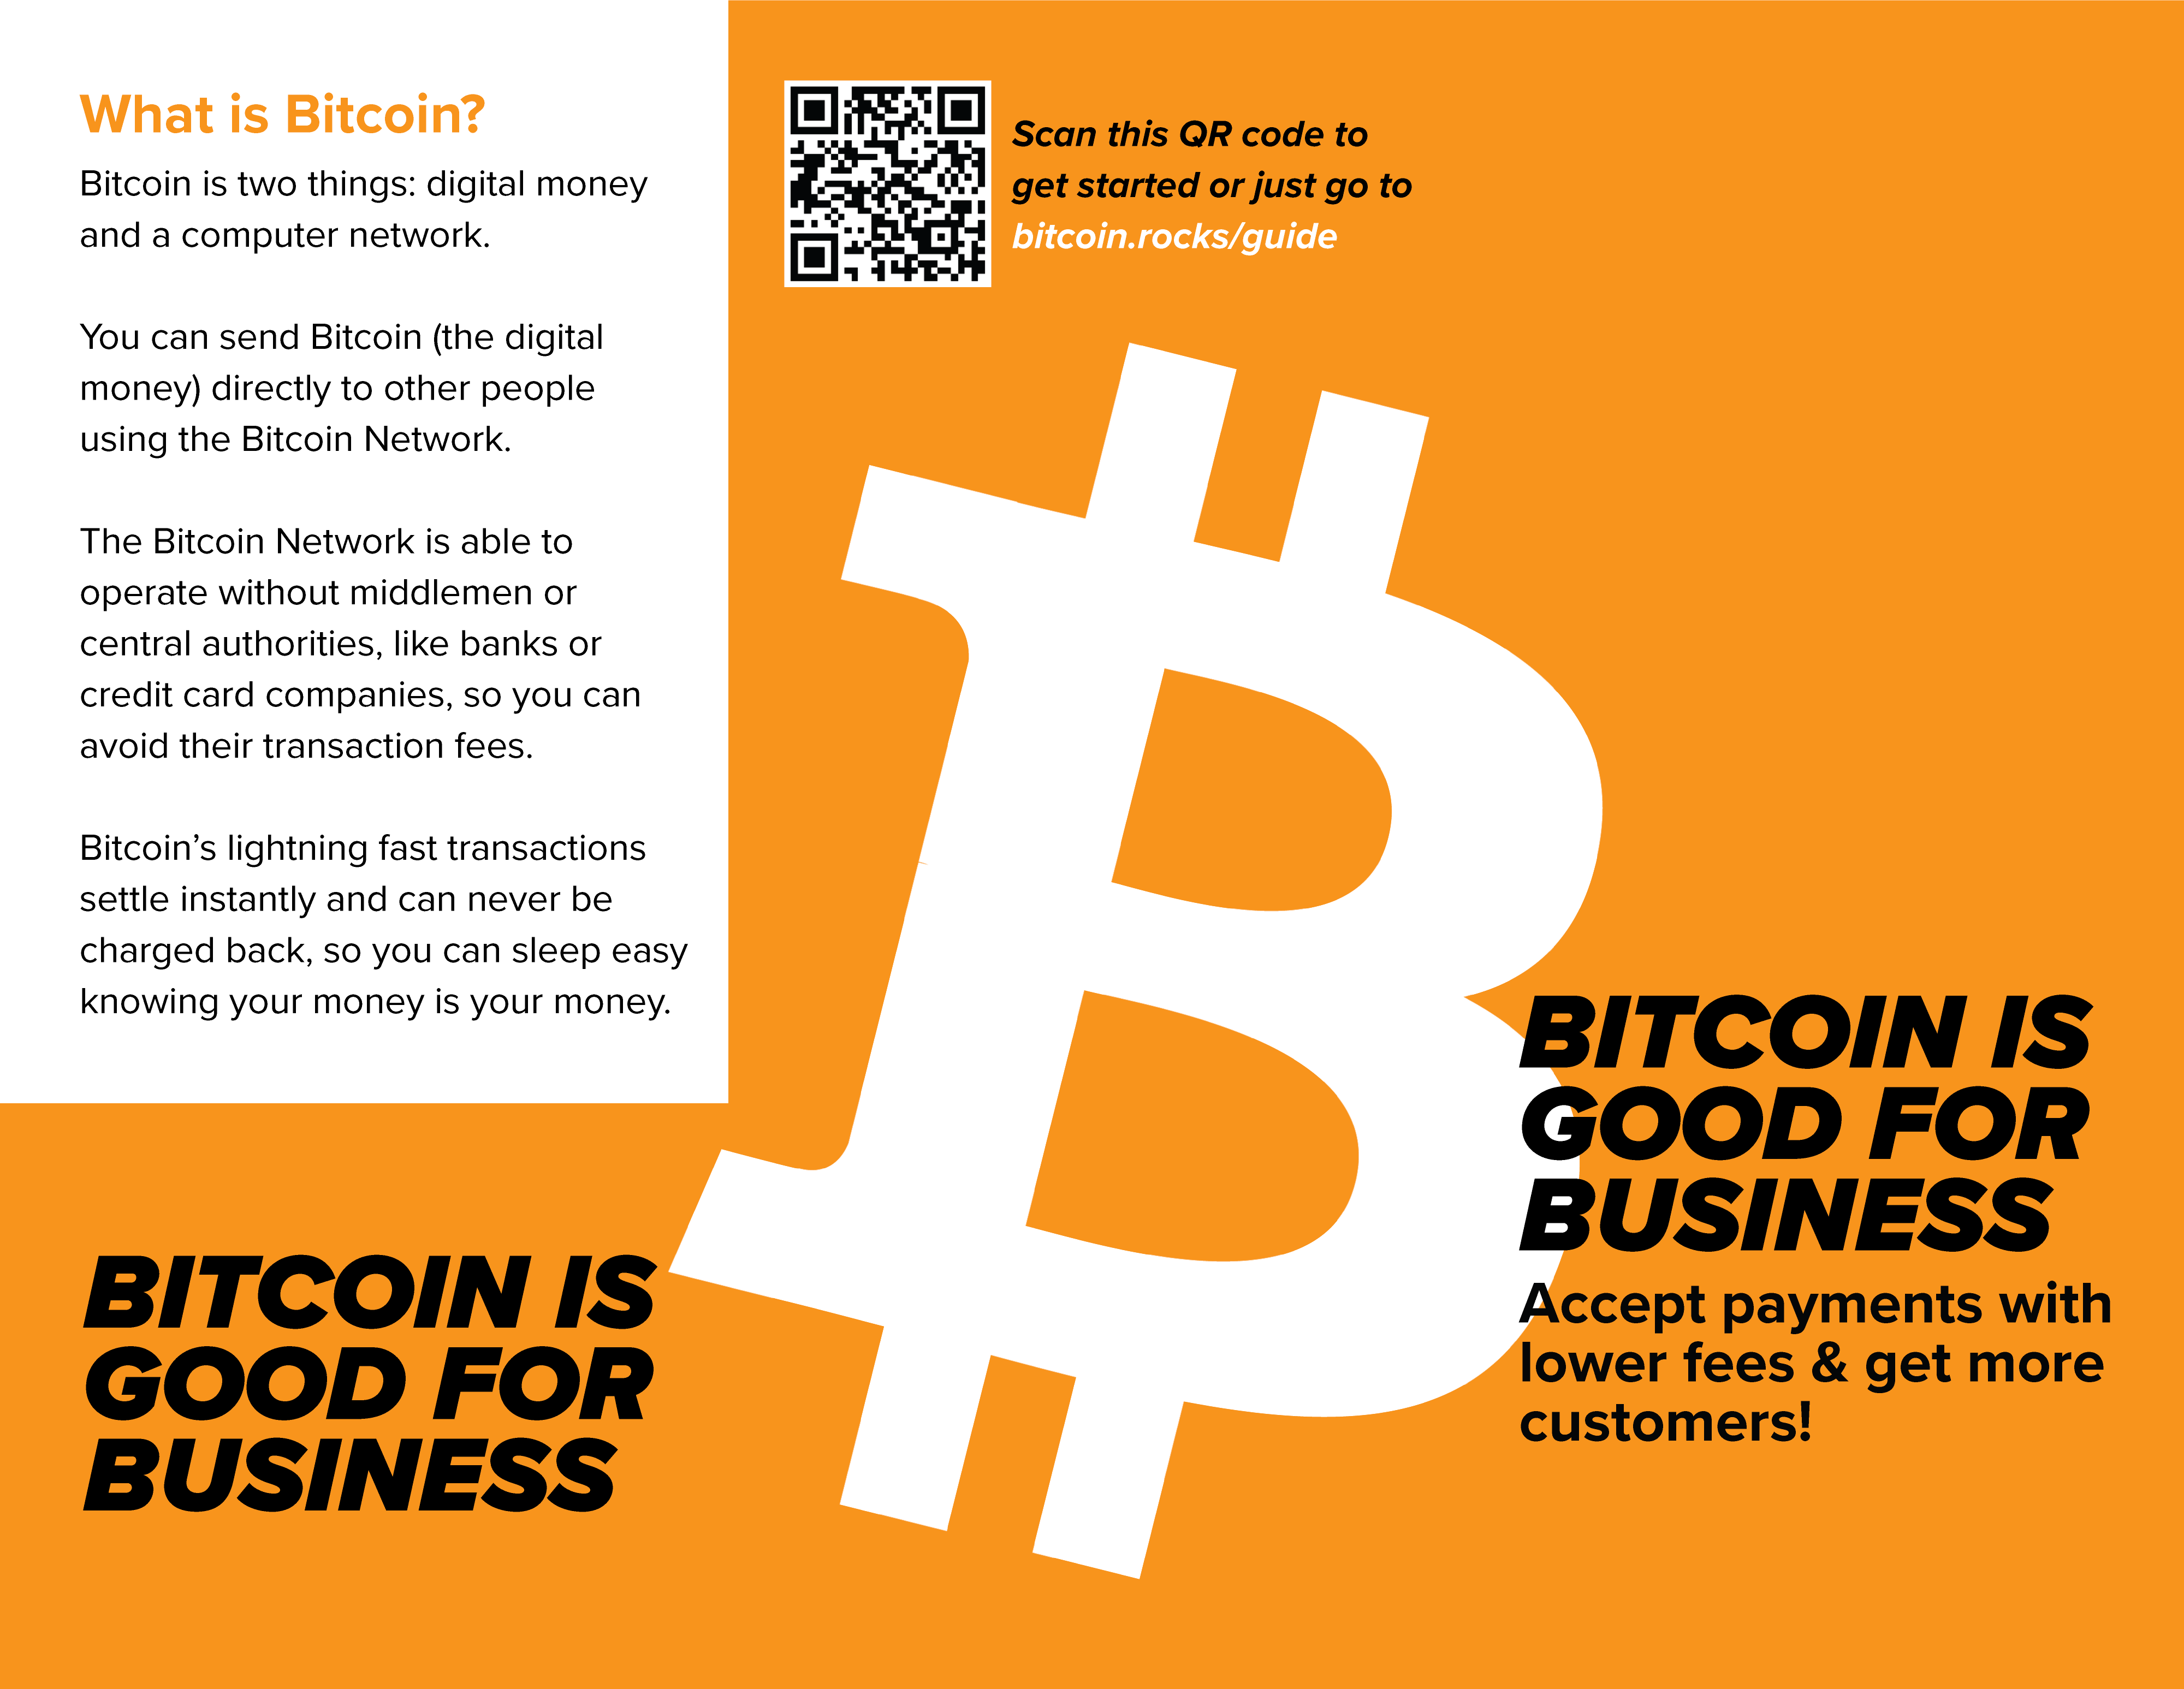 What is Bitcoin?
Bitcoin is two things: digital money
and a computer network.
You can send Bitcoin (the digital
money) directly to other people
using the Bitcoin Network.
The Bitcoin Network is able to
operate without middlemen or
central authorities, like banks or
credit card companies, so you can
avoid their transaction fees.
Bitcoin’s lightning fast transactions
settle instantly and can never be
charged back, so you can sleep easy
knowing your money is your money.
BITCOIN IS
GOOD FOR
BUSINESS
Scan this QR code to
get started or just go to
bitcoin.rocks/guide
BITCOIN IS
GOOD FOR
BUSINESS
Accept payments with
lower fees & get more
customers!